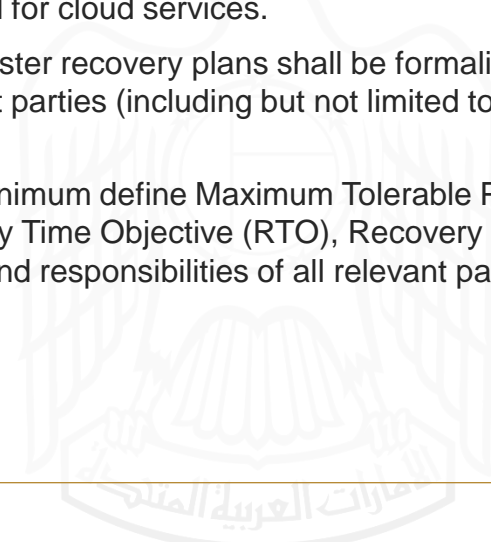 for cloud services.
ster recovery plans shall be formali
parties (including but not limited to
nimum define Maximum Tolerable P
y Time Objective (RTO), Recovery
nd responsibilities of all relevant pa
الإمارات العربية المتحدة